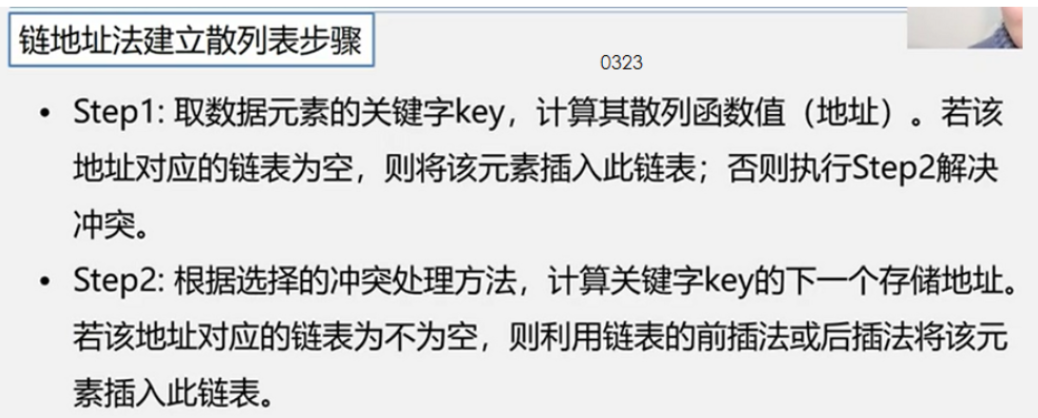 链地址法建立散列表步骤
0323
• Step1: 取数据元素的关键字key，计算其散列函数值（地址）。若该
地址对应的链表为空，则将该元素插入此链表；否则执行Step2解决
冲突。
• Step2: 根据选择的冲突处理方法，计算关键字key的下一个存储地址。
若该地址对应的链表为不为空，则利用链表的前插法或后插法将该元
素插入此链表。